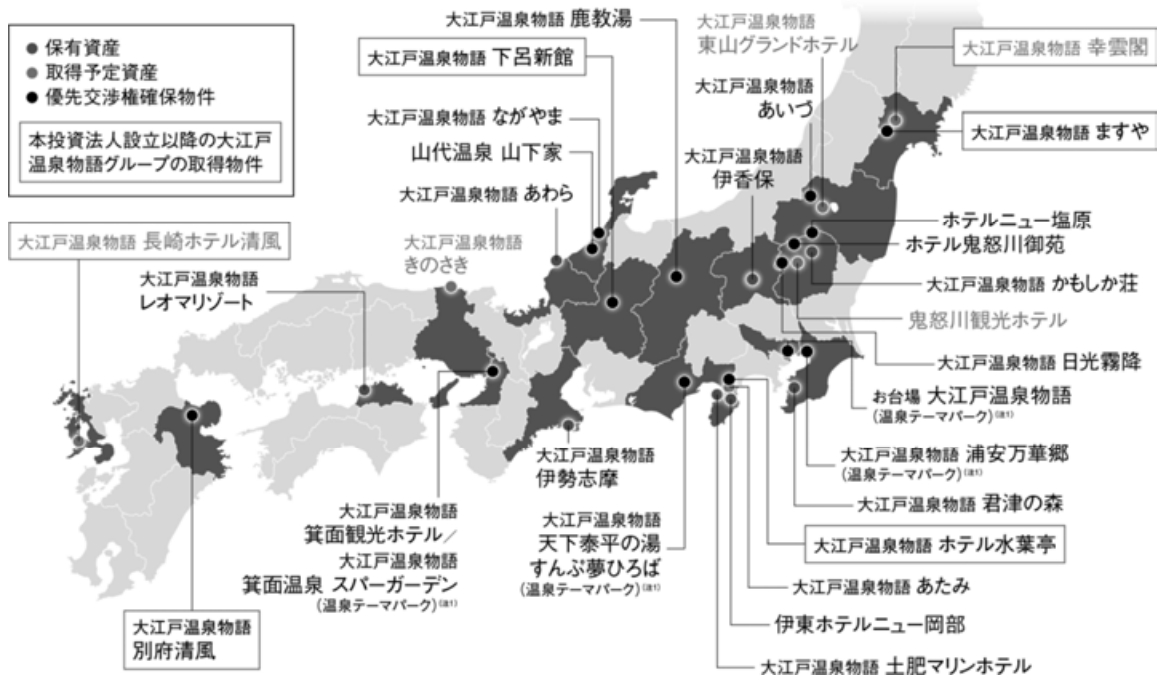 保有資産
取得予定資産
優先交渉権確保物件
本投資法人設立以降の大江戸
温泉物語グループの取得物件
大江戸温泉物語 鹿教湯
大江戸温泉物語 下呂新館
大江戸温泉物語 ながやま
山代温泉 山下家
大江戸温泉物語 あわら
大江戸温泉物語
きのさき
大江戸温泉物語
東山グランドホテル
大江戸温泉物語
あいづ
大江戸温泉物語
伊香保
大江戸温泉物語 幸雲閣
大江戸温泉物語 ますや
ホテルニュー塩原
ホテル鬼怒川御苑
大江戸温泉物語 かもしか荘
鬼怒川観光ホテル
大江戸温泉物語 日光霧降
お台場 大江戸温泉物語
(温泉テーマパーク)(注1)
大江戸温泉物語 浦安万華郷
(温泉テーマパーク)(注1)
大江戸温泉物語 君津の森
大江戸温泉物語 ホテル水葉亭
大江戸温泉物語 あたみ
伊東ホテルニュー岡部
大江戸温泉物語 土肥マリンホテル
大江戸温泉物語 長崎ホテル清風
大江戸温泉物語
レオマリゾート
大江戸温泉物語
伊勢志摩
大江戸温泉物語
箕面観光ホテル／
大江戸温泉物語
箕面温泉 スパーガーデン
(温泉テーマパーク)(注1)
大江戸温泉物語
天下泰平の湯
すんぷ夢ひろば
(温泉テーマパーク)(注1)
大江戸温泉物語
別府清風